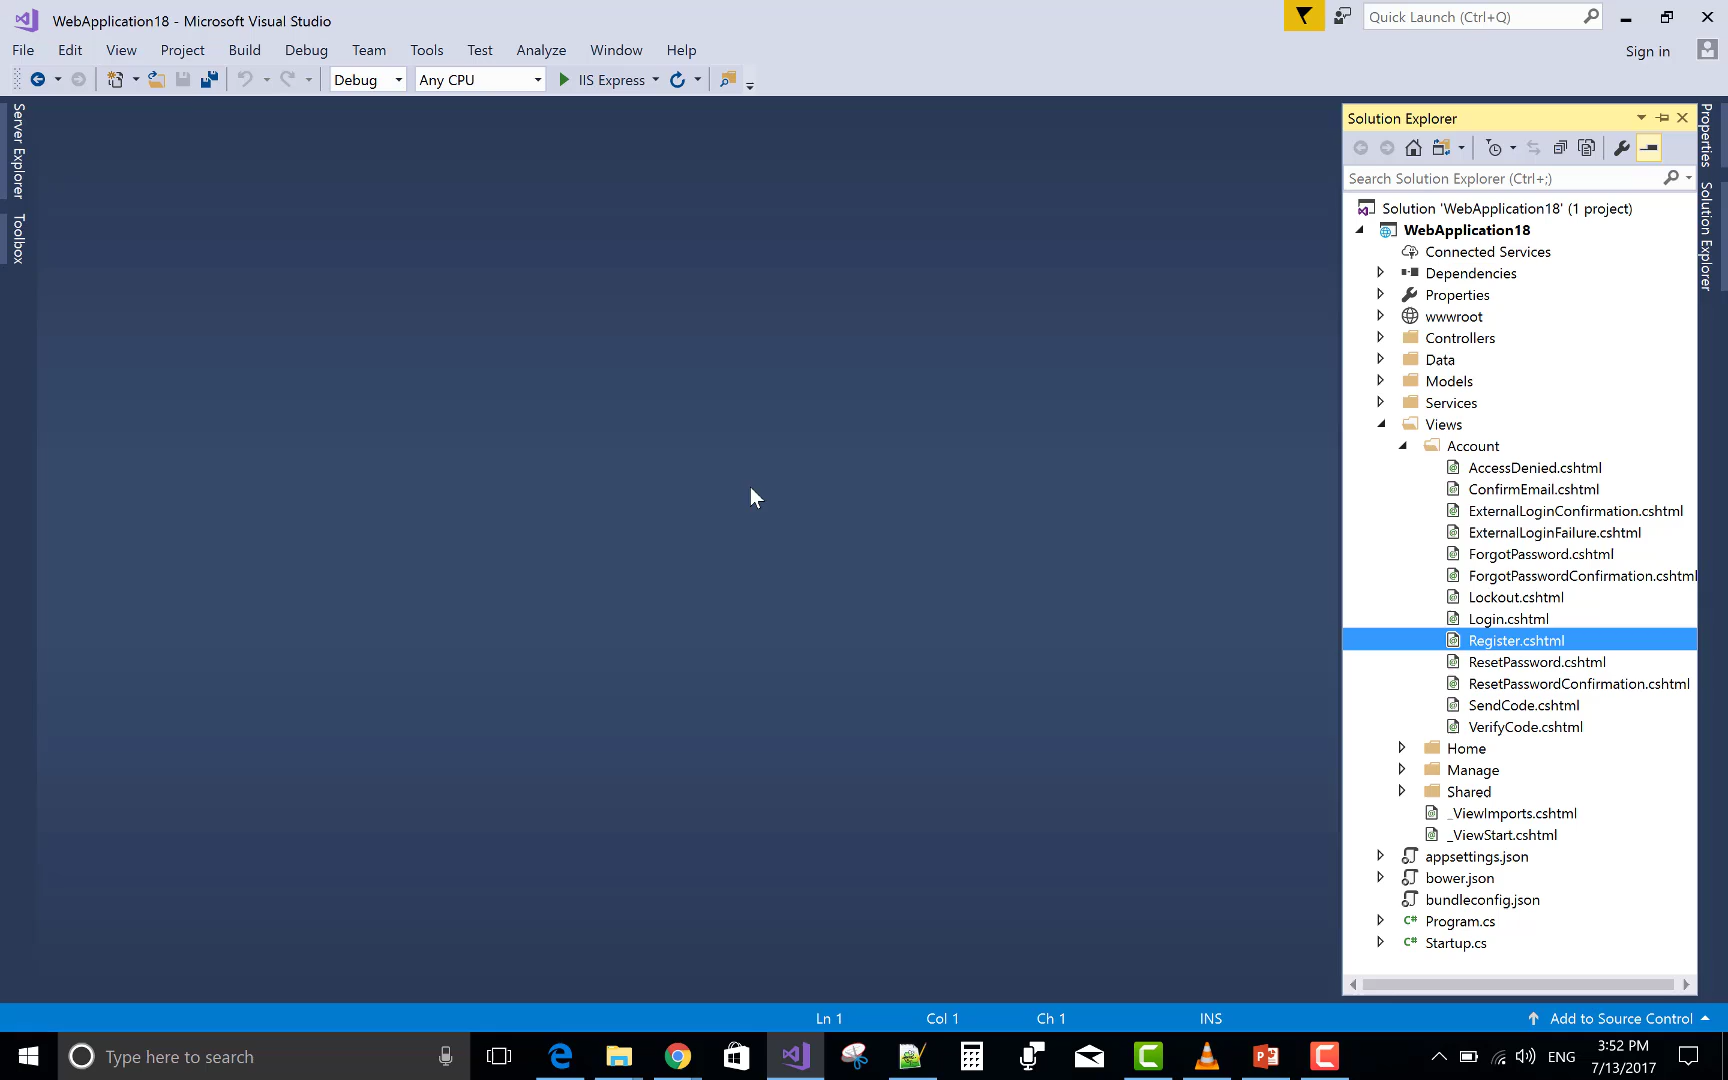 WebApplication18 - Microsoft Visual Studio
Quick Launch (Ctrl+Q)
File Edit View Project Build Debug Team Tools Test Analyze Window Help
Sign in
Debug Any CPU IIS Express
Server Explorer
Toolbox
Solution Explorer
Search Solution Explorer (Ctrl+;)
Solution 'WebApplication18' (1 project)
WebApplication18
Connected Services
Dependencies
Properties
wwwroot
Controllers
Data
Models
Services
Views
Account
AccessDenied.cshtml
ConfirmEmail.cshtml
ExternalLoginConfirmation.cshtml
ExternalLoginFailure.cshtml
ForgotPassword.cshtml
ForgotPasswordConfirmation.cshtml
Lockout.cshtml
Login.cshtml
Register.cshtml
ResetPassword.cshtml
ResetPasswordConfirmation.cshtml
SendCode.cshtml
VerifyCode.cshtml
Home
Manage
Shared
_ViewImports.cshtml
_ViewStart.cshtml
appsettings.json
bower.json
bundleconfig.json
C# Program.cs
C# Startup.cs
Properties
Solution Explorer
Ln 1 Col 1 Ch 1 INS Add to Source Control
Type here to search
ENG
3:52 PM
7/13/2017